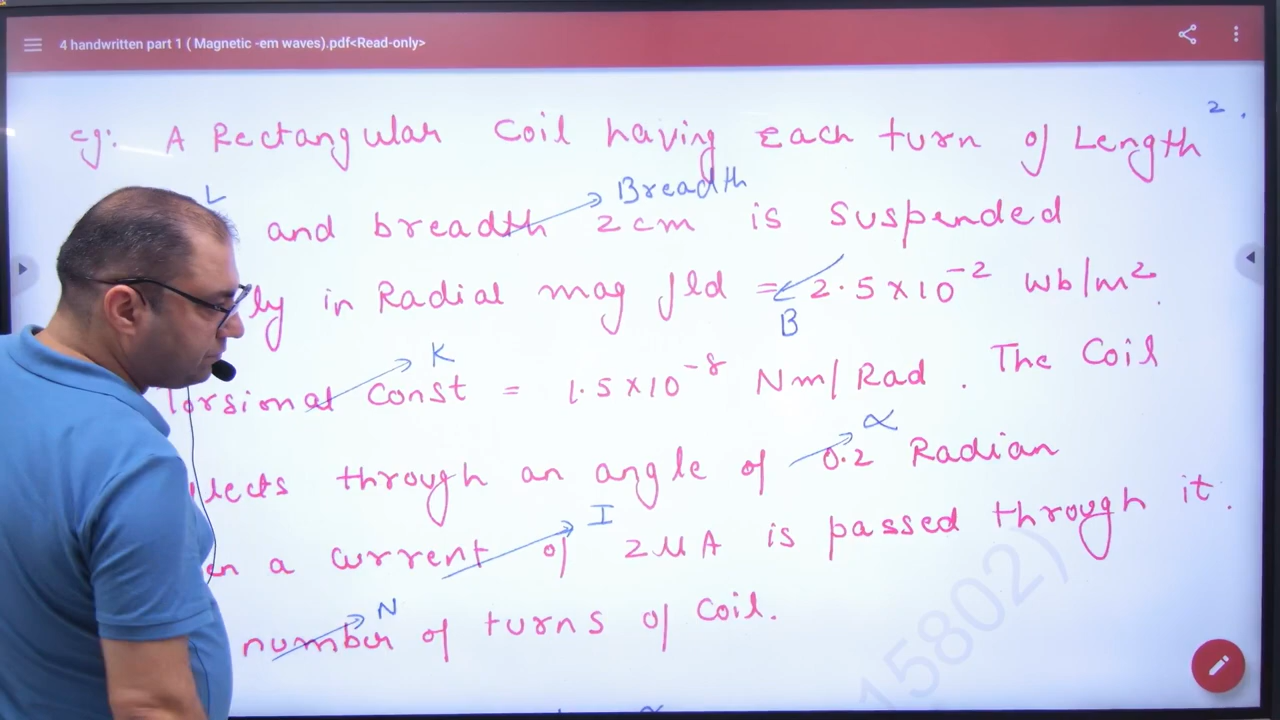 4 handwritten part 1 ( Magnetic -em waves).pdf<Read-only>
2.
eg: A Rectangular Coil having each turn of Length
L
Breadth
and breadth 2cm is suspended
ly in Radial mag fld = 2.5×10⁻² wb/m².
B
K
Torsional Const = 1.5×10⁻⁸ Nm/Rad. The Coil
α
lects through an angle of 0.2 Radian
I
en a current of 2μA is passed through it.
N
number of turns of Coil.
15802)